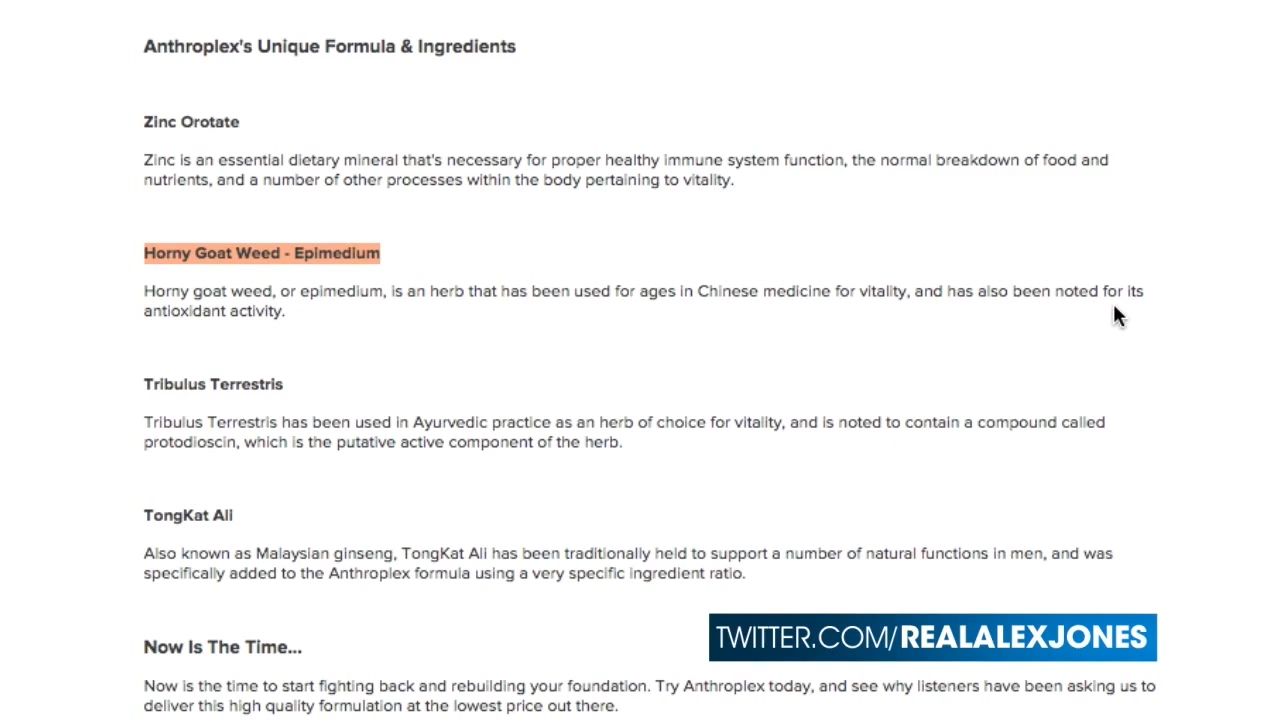 Anthroplex's Unique Formula & Ingredients
Zinc Orotate
Zinc is an essential dietary mineral that's necessary for proper healthy immune system function, the normal breakdown of food and
nutrients, and a number of other processes within the body pertaining to vitality.
Horny Goat Weed - Epimedium
Horny goat weed, or epimedium, is an herb that has been used for ages in Chinese medicine for vitality, and has also been noted for its
antioxidant activity.
Tribulus Terrestris
Tribulus Terrestris has been used in Ayurvedic practice as an herb of choice for vitality, and is noted to contain a compound called
protodioscin, which is the putative active component of the herb.
TongKat Ali
Also known as Malaysian ginseng, TongKat Ali has been traditionally held to support a number of natural functions in men, and was
specifically added to the Anthroplex formula using a very specific ingredient ratio.
Now Is The Time...
TWITTER.COM/REALALEXJONES
Now is the time to start fighting back and rebuilding your foundation. Try Anthroplex today, and see why listeners have been asking us to
deliver this high quality formulation at the lowest price out there.